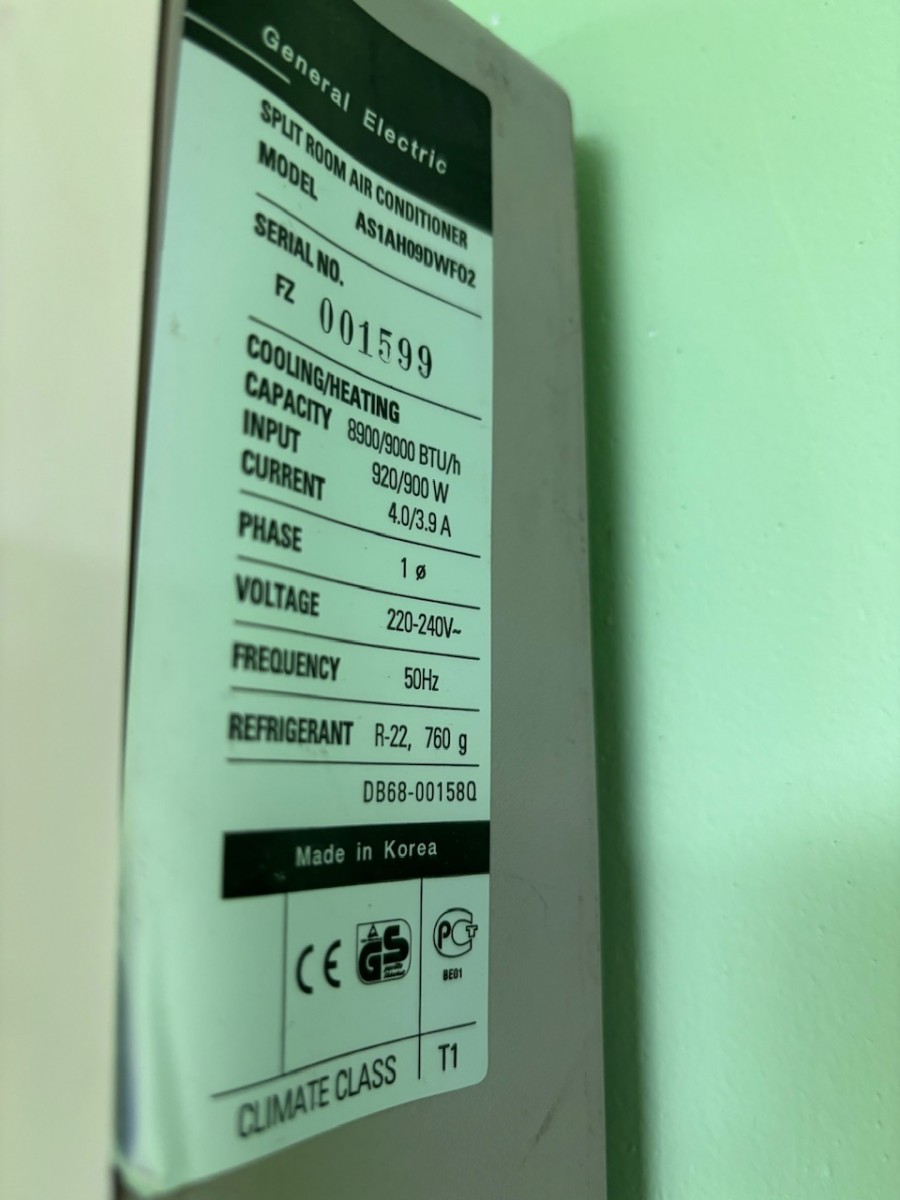 General Electric
SPLIT ROOM AIR CONDITIONER
MODEL AS1AH09DWFO2
SERIAL NO.
FZ 001599
COOLING/HEATING
CAPACITY 8900/9000 BTU/h
INPUT 920/900 W
CURRENT 4.0/3.9 A
PHASE 1 ø
VOLTAGE 220-240V~
FREQUENCY 50Hz
REFRIGERANT R-22, 760 g
DB68-00158Q
Made in Korea
CE GS PCT
BE01
CLIMATE CLASS T1